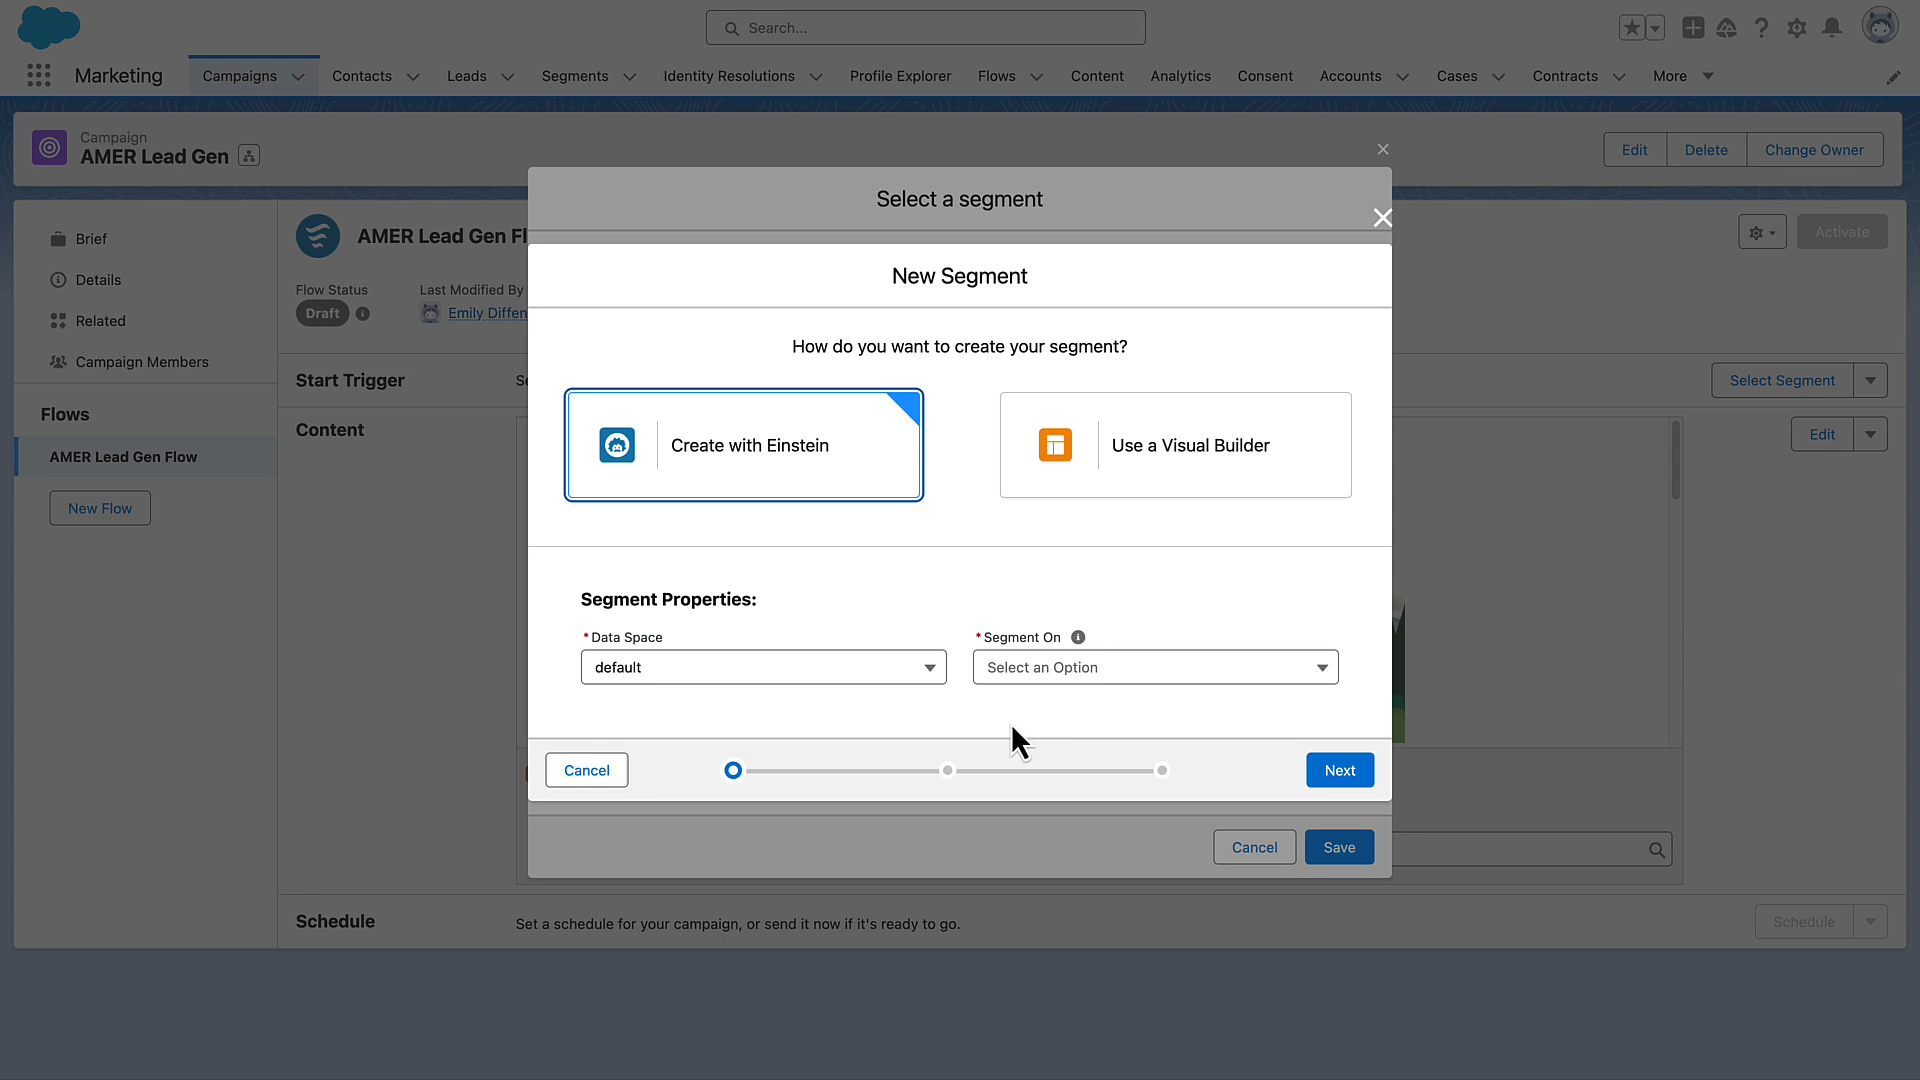 Search...
Marketing
Campaigns
Contacts
Leads
Segments
Identity Resolutions
Profile Explorer
Flows
Content
Analytics
Consent
Accounts
Cases
Contracts
More
Campaign
AMER Lead Gen
Edit
Delete
Change Owner
Brief
Details
Related
Campaign Members
Flows
AMER Lead Gen Flow
New Flow
AMER Lead Gen Fl
Activate
Flow Status
Draft
Last Modified By
Emily Diffen
Start Trigger
Se
Select Segment
Content
Edit
Select a segment
New Segment
How do you want to create your segment?
Create with Einstein
Use a Visual Builder
Segment Properties:
* Data Space
default
* Segment On
Select an Option
Cancel
Next
Cancel
Save
Schedule
Set a schedule for your campaign, or send it now if it's ready to go.
Schedule